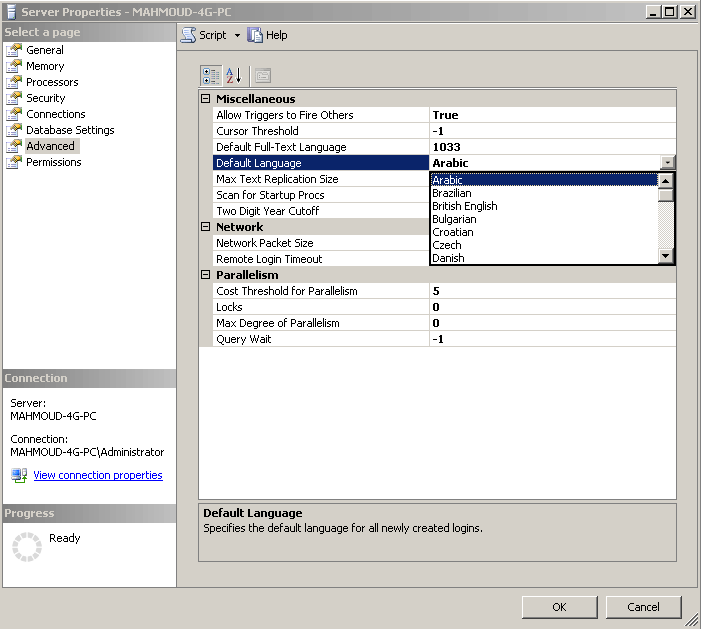 Server Properties - MAHMOUD-4G-PC
Select a page
General
Memory
Processors
Security
Connections
Database Settings
Advanced
Permissions
Script
Help
Miscellaneous
Allow Triggers to Fire Others True
Cursor Threshold -1
Default Full-Text Language 1033
Default Language Arabic
Max Text Replication Size
Scan for Startup Procs
Two Digit Year Cutoff
Arabic
Brazilian
British English
Bulgarian
Croatian
Czech
Danish
Network
Network Packet Size
Remote Login Timeout
Parallelism
Cost Threshold for Parallelism 5
Locks 0
Max Degree of Parallelism 0
Query Wait -1
Connection
Server:
MAHMOUD-4G-PC
Connection:
MAHMOUD-4G-PC\Administrator
View connection properties
Progress
Ready
Default Language
Specifies the default language for all newly created logins.
OK
Cancel